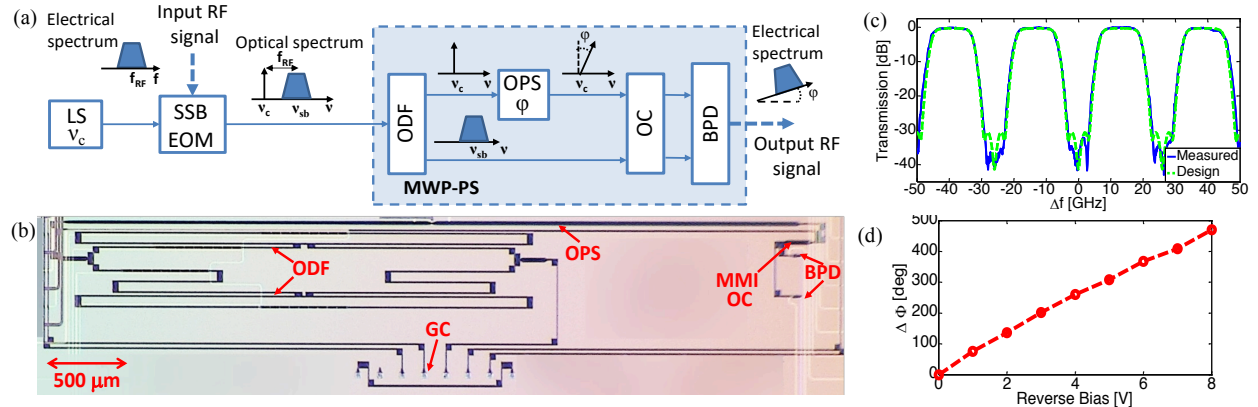 (a)
Electrical
spectrum
f_RF f
Input RF
signal
Optical spectrum
f_RF
ν_c ν_sb ν
LS
ν_c
SSB
EOM
ODF
ν_c ν
OPS
φ
φ
ν_c ν
ν_sb ν
OC
BPD
MWP-PS
Electrical
spectrum
φ
Output RF
signal
(b)
OPS
ODF
MMI
OC
BPD
GC
500 μm
(c)
Transmission [dB]
0
-10
-20
-30
-40
Measured
Design
-50 -40 -30 -20 -10 0 10 20 30 40 50
Δf [GHz]
(d)
Δ Φ [deg]
500
400
300
200
100
0
0 2 4 6 8
Reverse Bias [V]